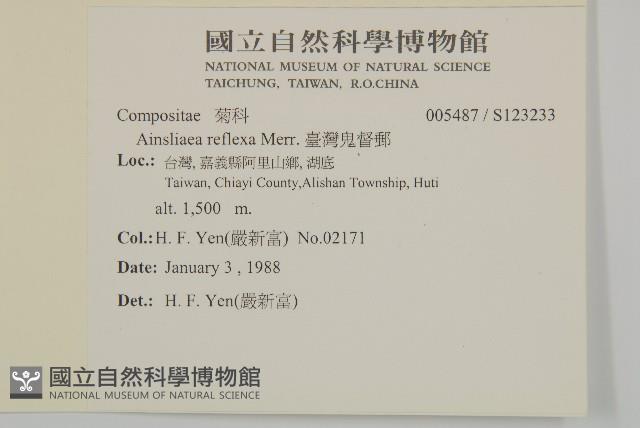 國立自然科學博物館
NATIONAL MUSEUM OF NATURAL SCIENCE
TAICHUNG, TAIWAN, R.O.CHINA
Compositae 菊科 005487 / S123233
Ainsliaea reflexa Merr. 臺灣鬼督郵
Loc.: 台灣, 嘉義縣阿里山鄉, 湖底
Taiwan, Chiayi County,Alishan Township, Huti
alt. 1,500 m.
Col.: H. F. Yen(嚴新富) No.02171
Date: January 3 , 1988
Det.: H. F. Yen(嚴新富)
國立自然科學博物館
NATIONAL MUSEUM OF NATURAL SCIENCE